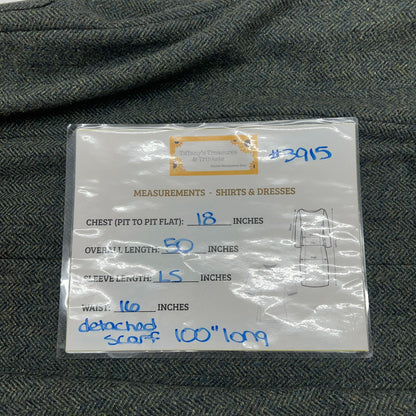 Tiffany's Treasures
& Trinkets
#3915
MEASUREMENTS - SHIRTS & DRESSES
CHEST (PIT TO PIT FLAT): 18 INCHES
OVERALL LENGTH: 50 INCHES
SLEEVE LENGTH: LS INCHES
WAIST: 16 INCHES
detached
scarf 100" long